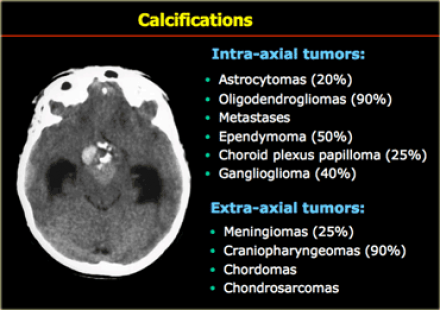 Calcifications
Intra-axial tumors:
• Astrocytomas (20%)
• Oligodendrogliomas (90%)
• Metastases
• Ependymoma (50%)
• Choroid plexus papilloma (25%)
• Ganglioglioma (40%)
Extra-axial tumors:
• Meningiomas (25%)
• Craniopharyngeomas (90%)
• Chordomas
• Chondrosarcomas